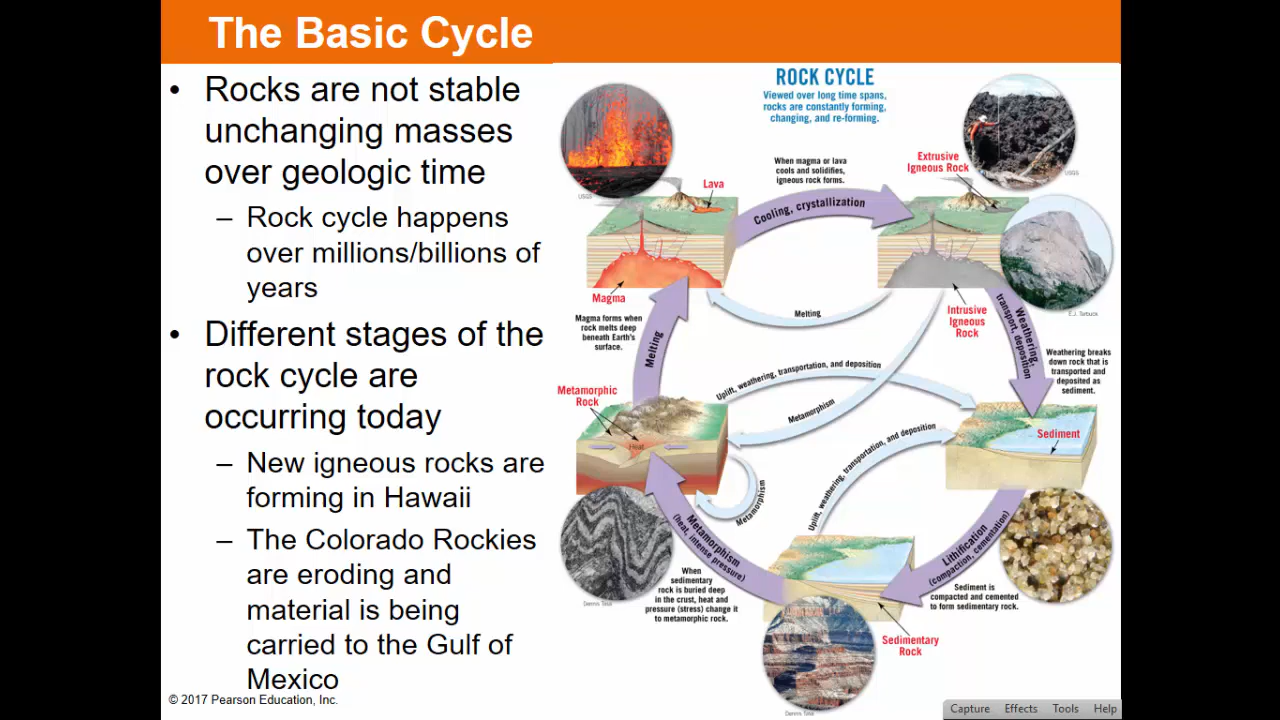 The Basic Cycle
• Rocks are not stable
unchanging masses
over geologic time
– Rock cycle happens
over millions/billions of
years
• Different stages of the
rock cycle are
occurring today
– New igneous rocks are
forming in Hawaii
– The Colorado Rockies
are eroding and
material is being
carried to the Gulf of
Mexico
© 2017 Pearson Education, Inc.
ROCK CYCLE
Viewed over long time spans,
rocks are constantly forming,
changing, and re-forming.
USGS
Lava
When magma or lava
cools and solidifies,
igneous rock forms.
Cooling, crystallization
Extrusive
Igneous Rock
USGS
E.J. Tarbuck
Magma
Magma forms when
rock melts deep
beneath Earth's
surface.
Melting
Melting
Intrusive
Igneous
Rock
Weathering,
transport, deposition
Weathering breaks
down rock that is
transported and
deposited as
sediment.
Metamorphic
Rock
Heat
Uplift, weathering, transportation, and deposition
Metamorphism
Uplift, weathering, transportation, and deposition
Sediment
Metamorphism
Metamorphism
(heat, intense pressure)
When
sedimentary
rock is buried deep
in the crust, heat and
pressure (stress) change it
to metamorphic rock.
Dennis Tasa
Lithification
(compaction, cementation)
Sediment is
compacted and cemented
to form sedimentary rock.
Sedimentary
Rock
Dennis Tasa
Capture Effects Tools Help